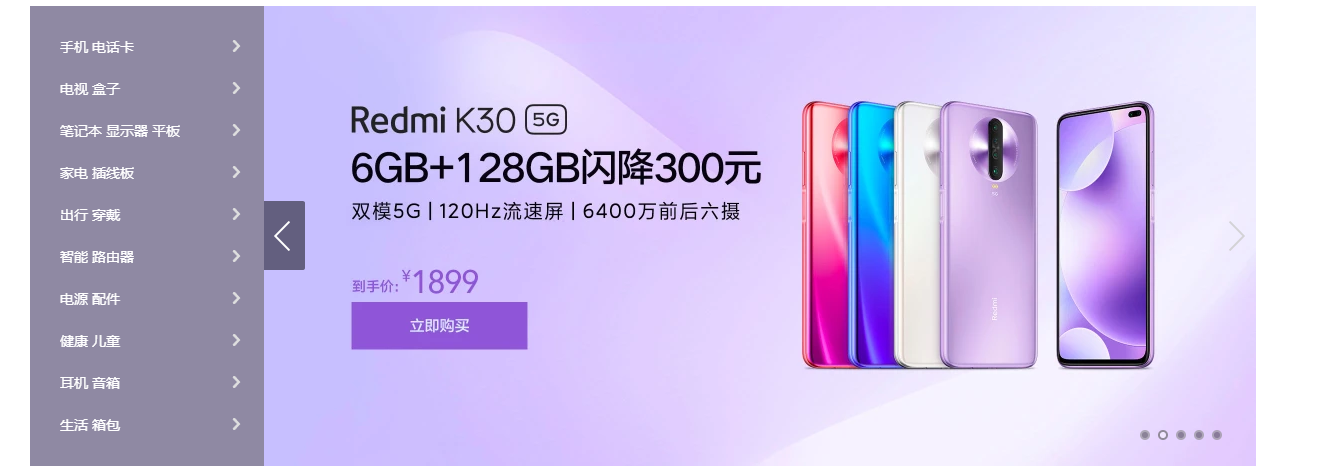 手机 电话卡
电视 盒子
笔记本 显示器 平板
家电 插线板
出行 穿戴
智能 路由器
电源 配件
健康 儿童
耳机 音箱
生活 箱包
Redmi K30 5G
6GB+128GB闪降300元
双模5G | 120Hz流速屏 | 6400万前后六摄
到手价:¥1899
立即购买
Redmi